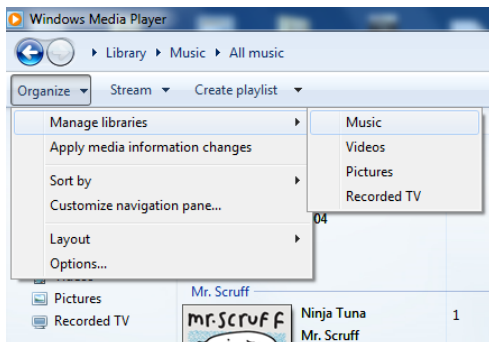 Windows Media Player
Library Music All music
Organize Stream Create playlist
Manage libraries
Apply media information changes
Sort by
Customize navigation pane...
Layout
Options...
Music
Videos
Pictures
Recorded TV
04
Pictures
Recorded TV
Mr. Scruff
mr.scruff
Ninja Tuna
Mr. Scruff
1